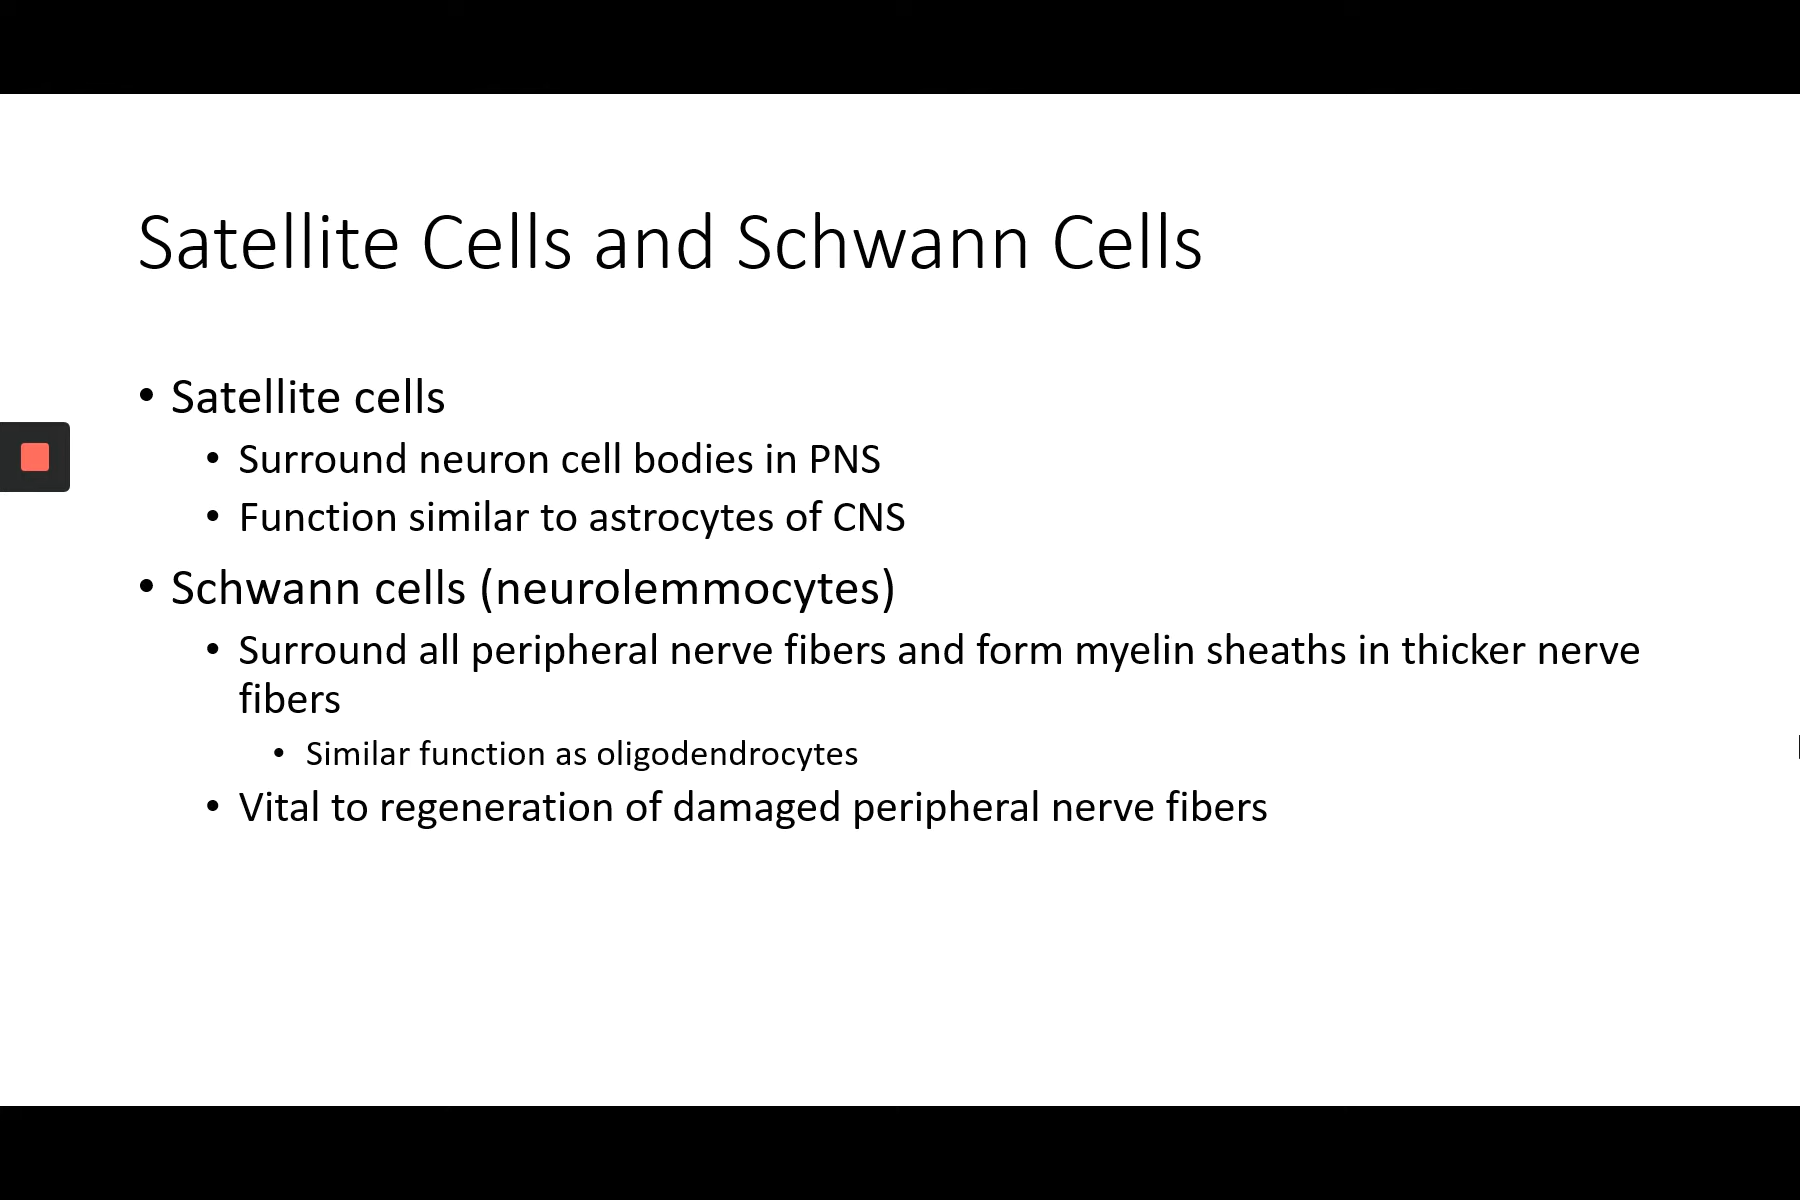 Satellite Cells and Schwann Cells
• Satellite cells
• Surround neuron cell bodies in PNS
• Function similar to astrocytes of CNS
• Schwann cells (neurolemmocytes)
• Surround all peripheral nerve fibers and form myelin sheaths in thicker nerve
fibers
• Similar function as oligodendrocytes
• Vital to regeneration of damaged peripheral nerve fibers